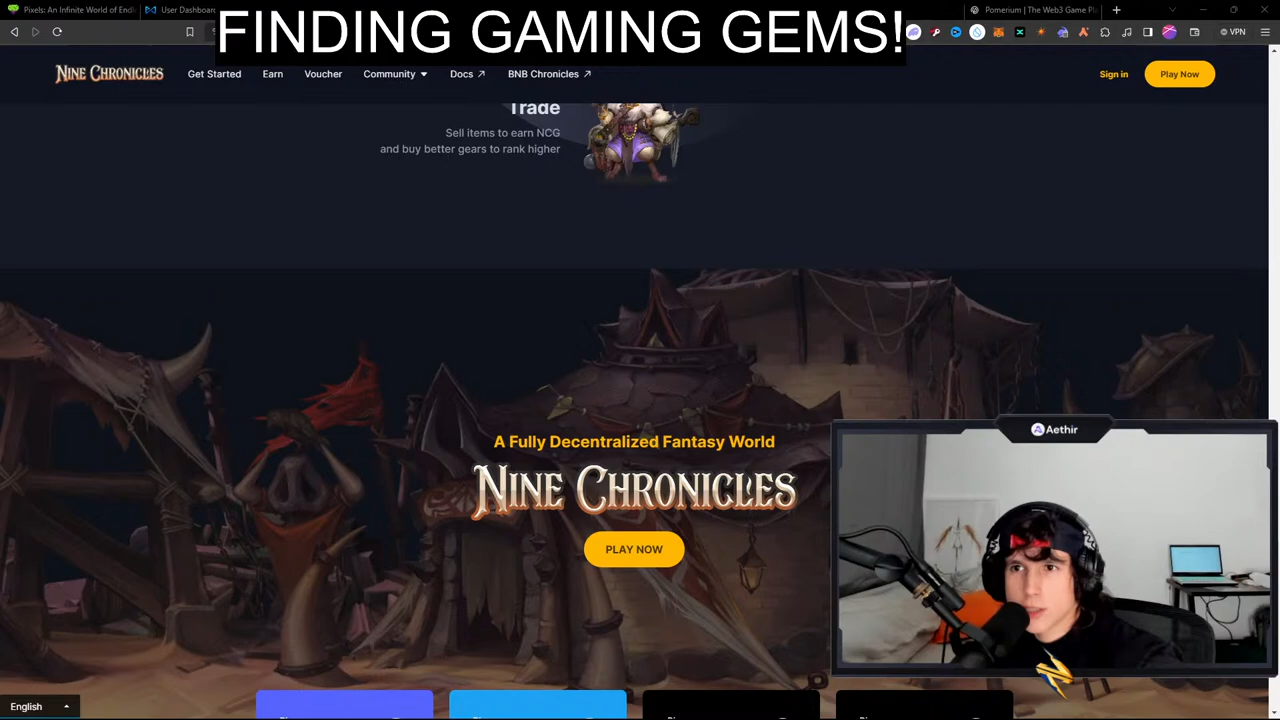 Pixels: An Infinite World of End
User Dashboard
Pomerium | The Web3 Game Pl
FINDING GAMING GEMS!
VPN
NINE CHRONICLES
Get Started
Earn
Voucher
Community
Docs
BNB Chronicles
Sign in
Play Now
Trade
Sell items to earn NCG
and buy better gears to rank higher
A Fully Decentralized Fantasy World
NINE CHRONICLES
PLAY NOW
Aethir
English